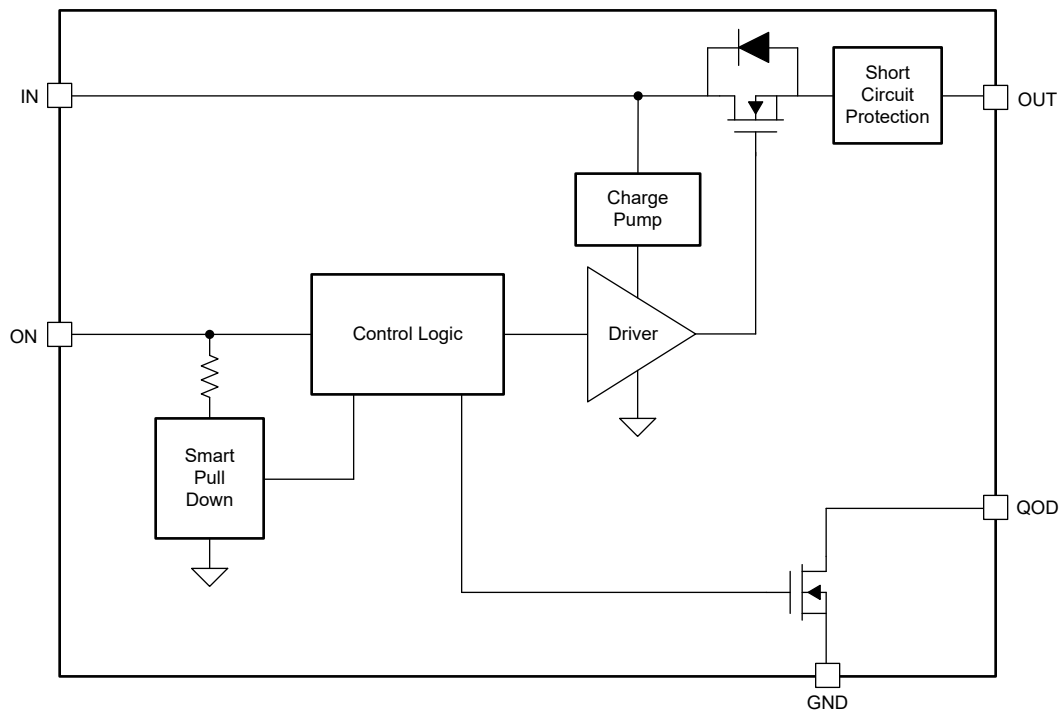 IN
Short
Circuit
Protection
OUT
Charge
Pump
ON
Control Logic
Driver
Smart
Pull
Down
QOD
GND